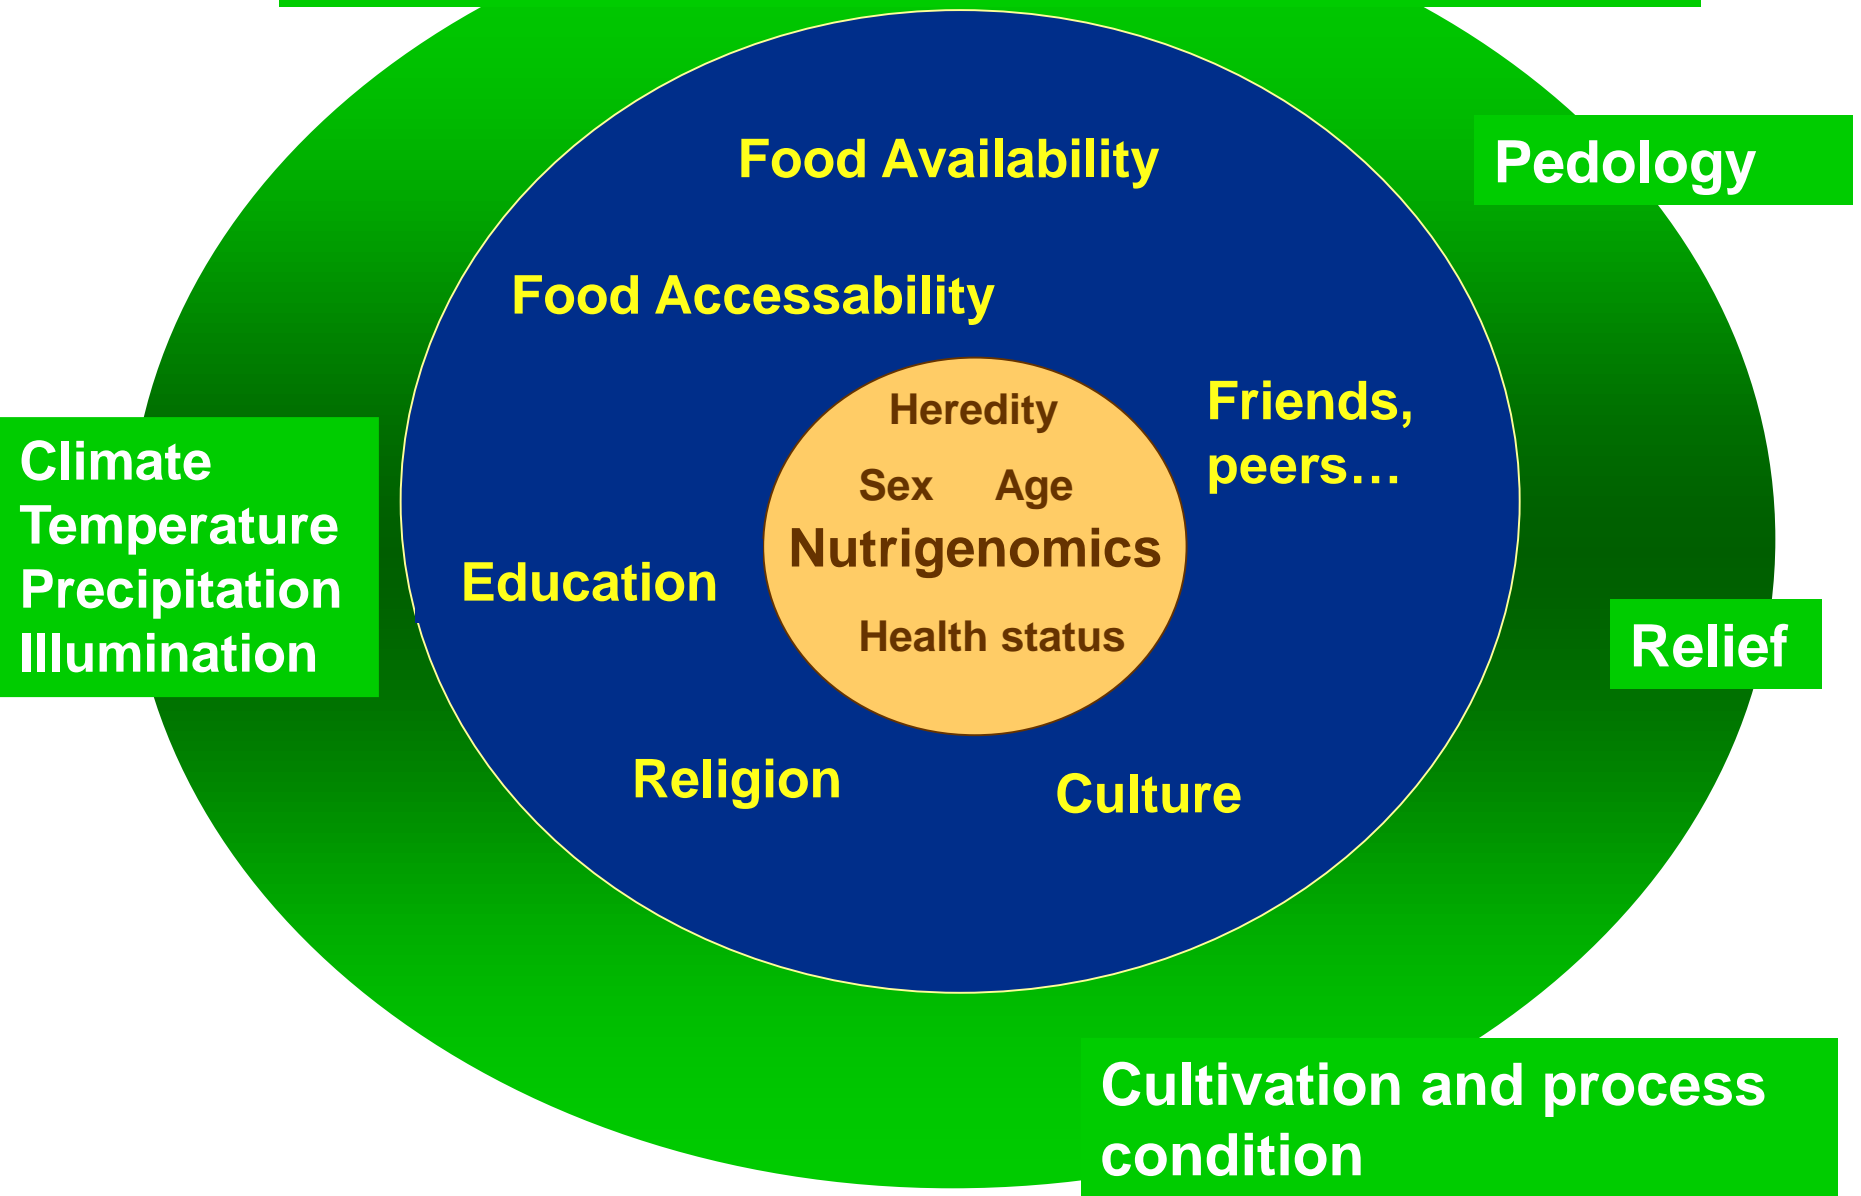 Food Availability
Pedology
Food Accessability
Friends,
peers…
Heredity
Sex Age
Nutrigenomics
Health status
Climate
Temperature
Precipitation
Illumination
Education
Relief
Religion
Culture
Cultivation and process
condition